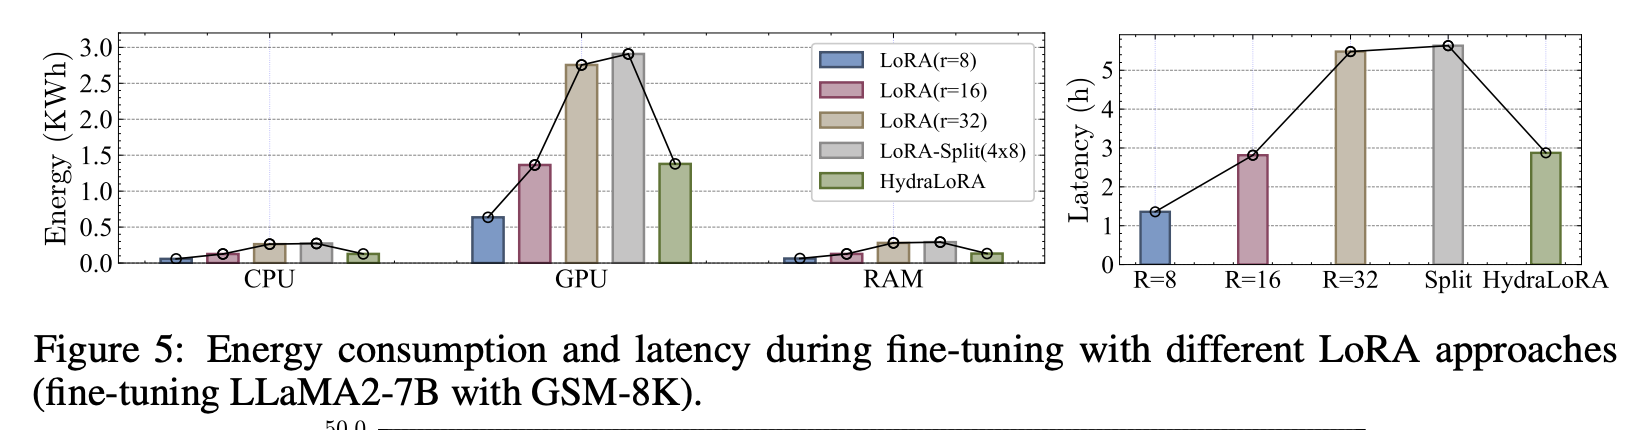 Energy (KWh)
3.0
2.5
2.0
1.5
1.0
0.5
0.0
CPU GPU RAM
LoRA(r=8)
LoRA(r=16)
LoRA(r=32)
LoRA-Split(4x8)
HydraLoRA
Latency (h)
5
4
3
2
1
0
R=8 R=16 R=32 Split HydraLoRA
Figure 5: Energy consumption and latency during fine-tuning with different LoRA approaches
(fine-tuning LLaMA2-7B with GSM-8K).
50.0